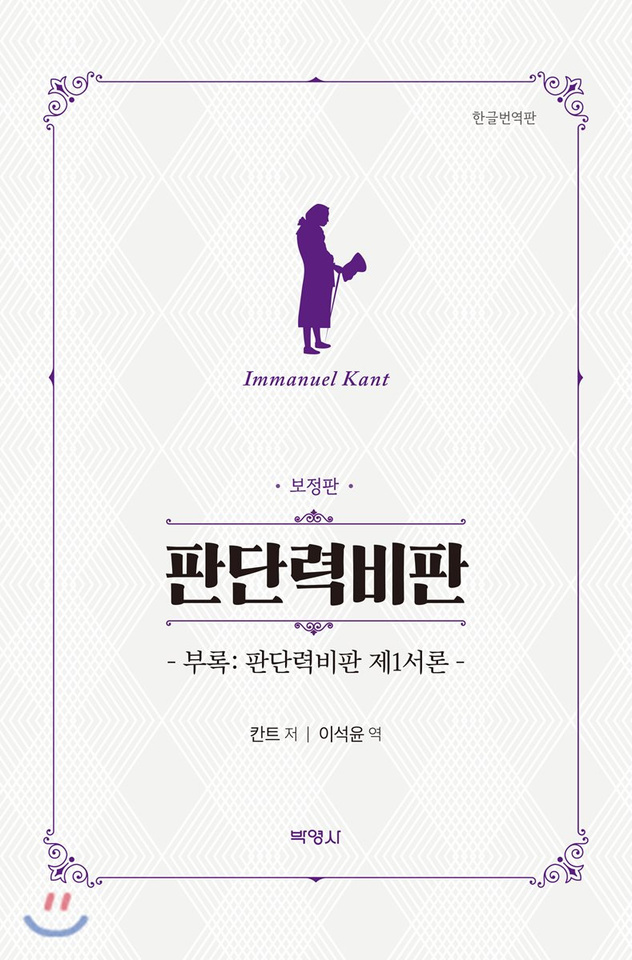 한글번역판
Immanuel Kant
• 보정판 •
판단력비판
- 부록: 판단력비판 제1서론 -
칸트 저 | 이석윤 역
박영사